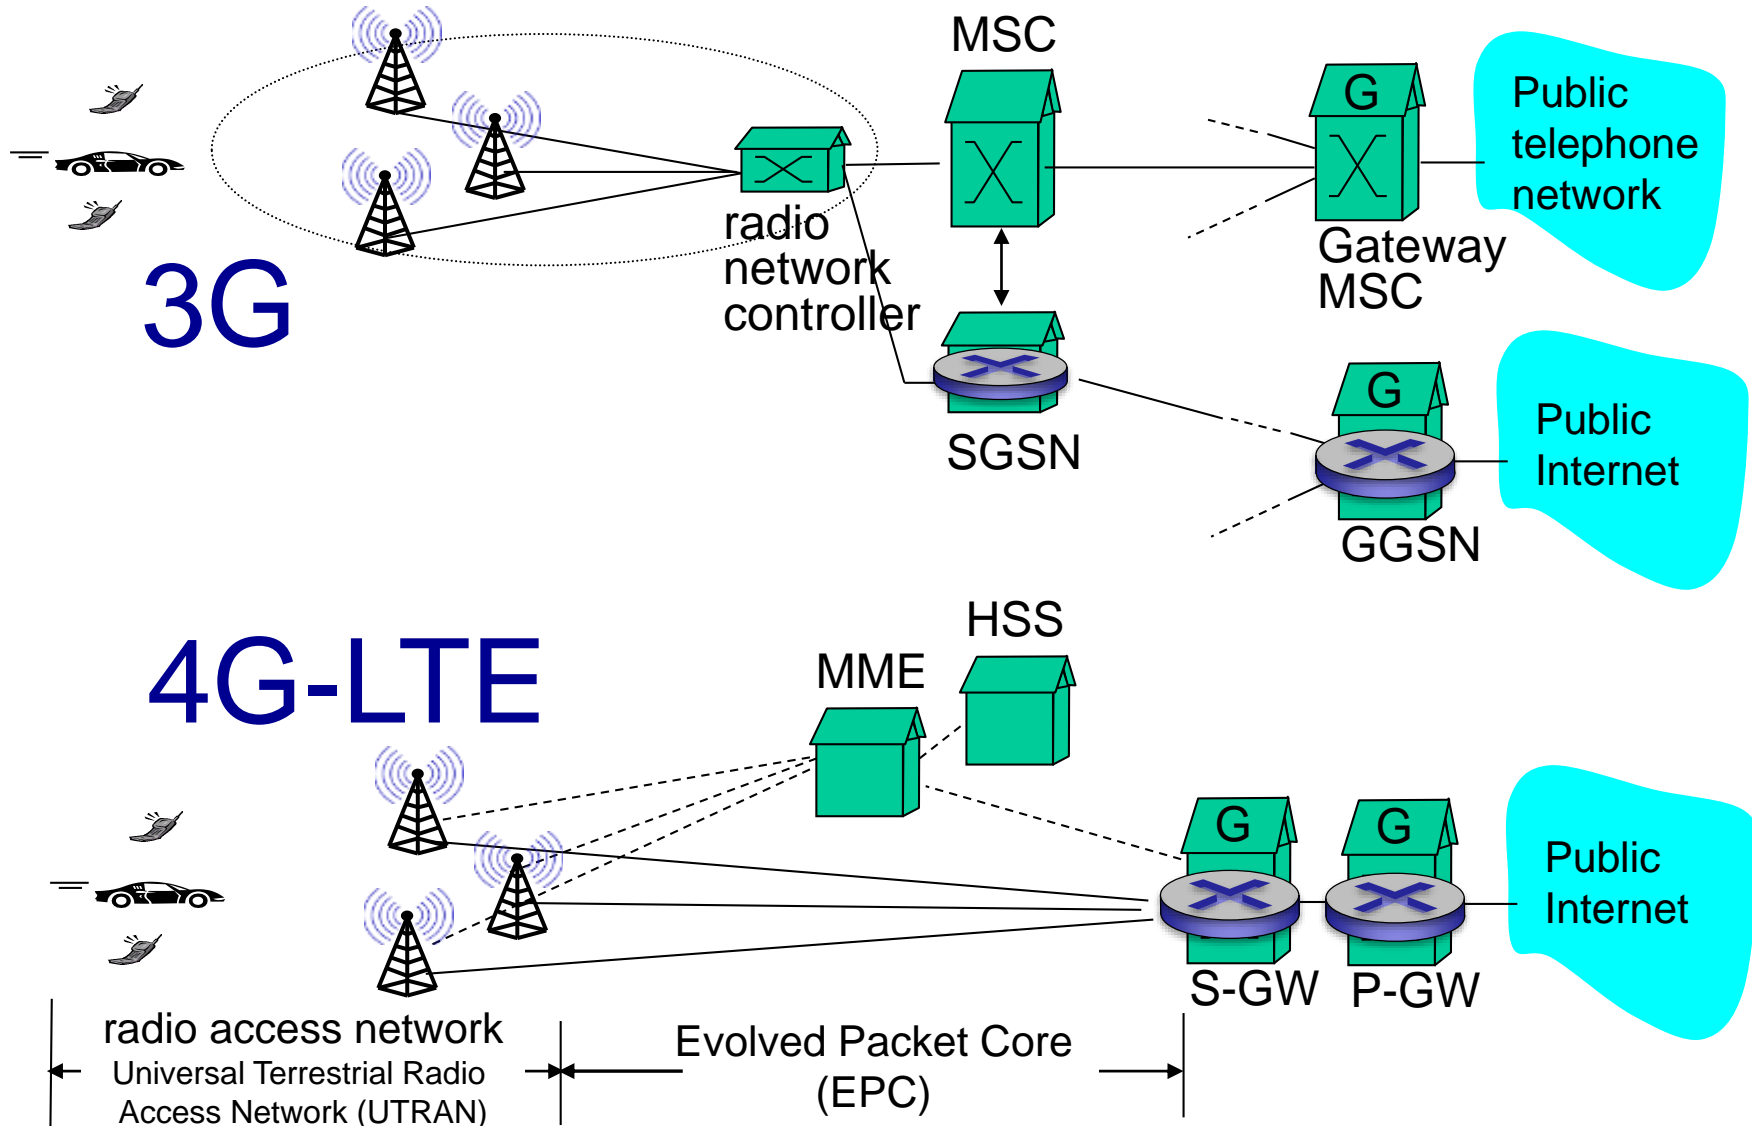 MSC
G
Public
telephone
network
radio
network
controller
Gateway
MSC
3G
G
Public
Internet
SGSN
GGSN
HSS
4G-LTE
MME
G
G
Public
Internet
S-GW
P-GW
radio access network
Universal Terrestrial Radio
Access Network (UTRAN)
Evolved Packet Core
(EPC)